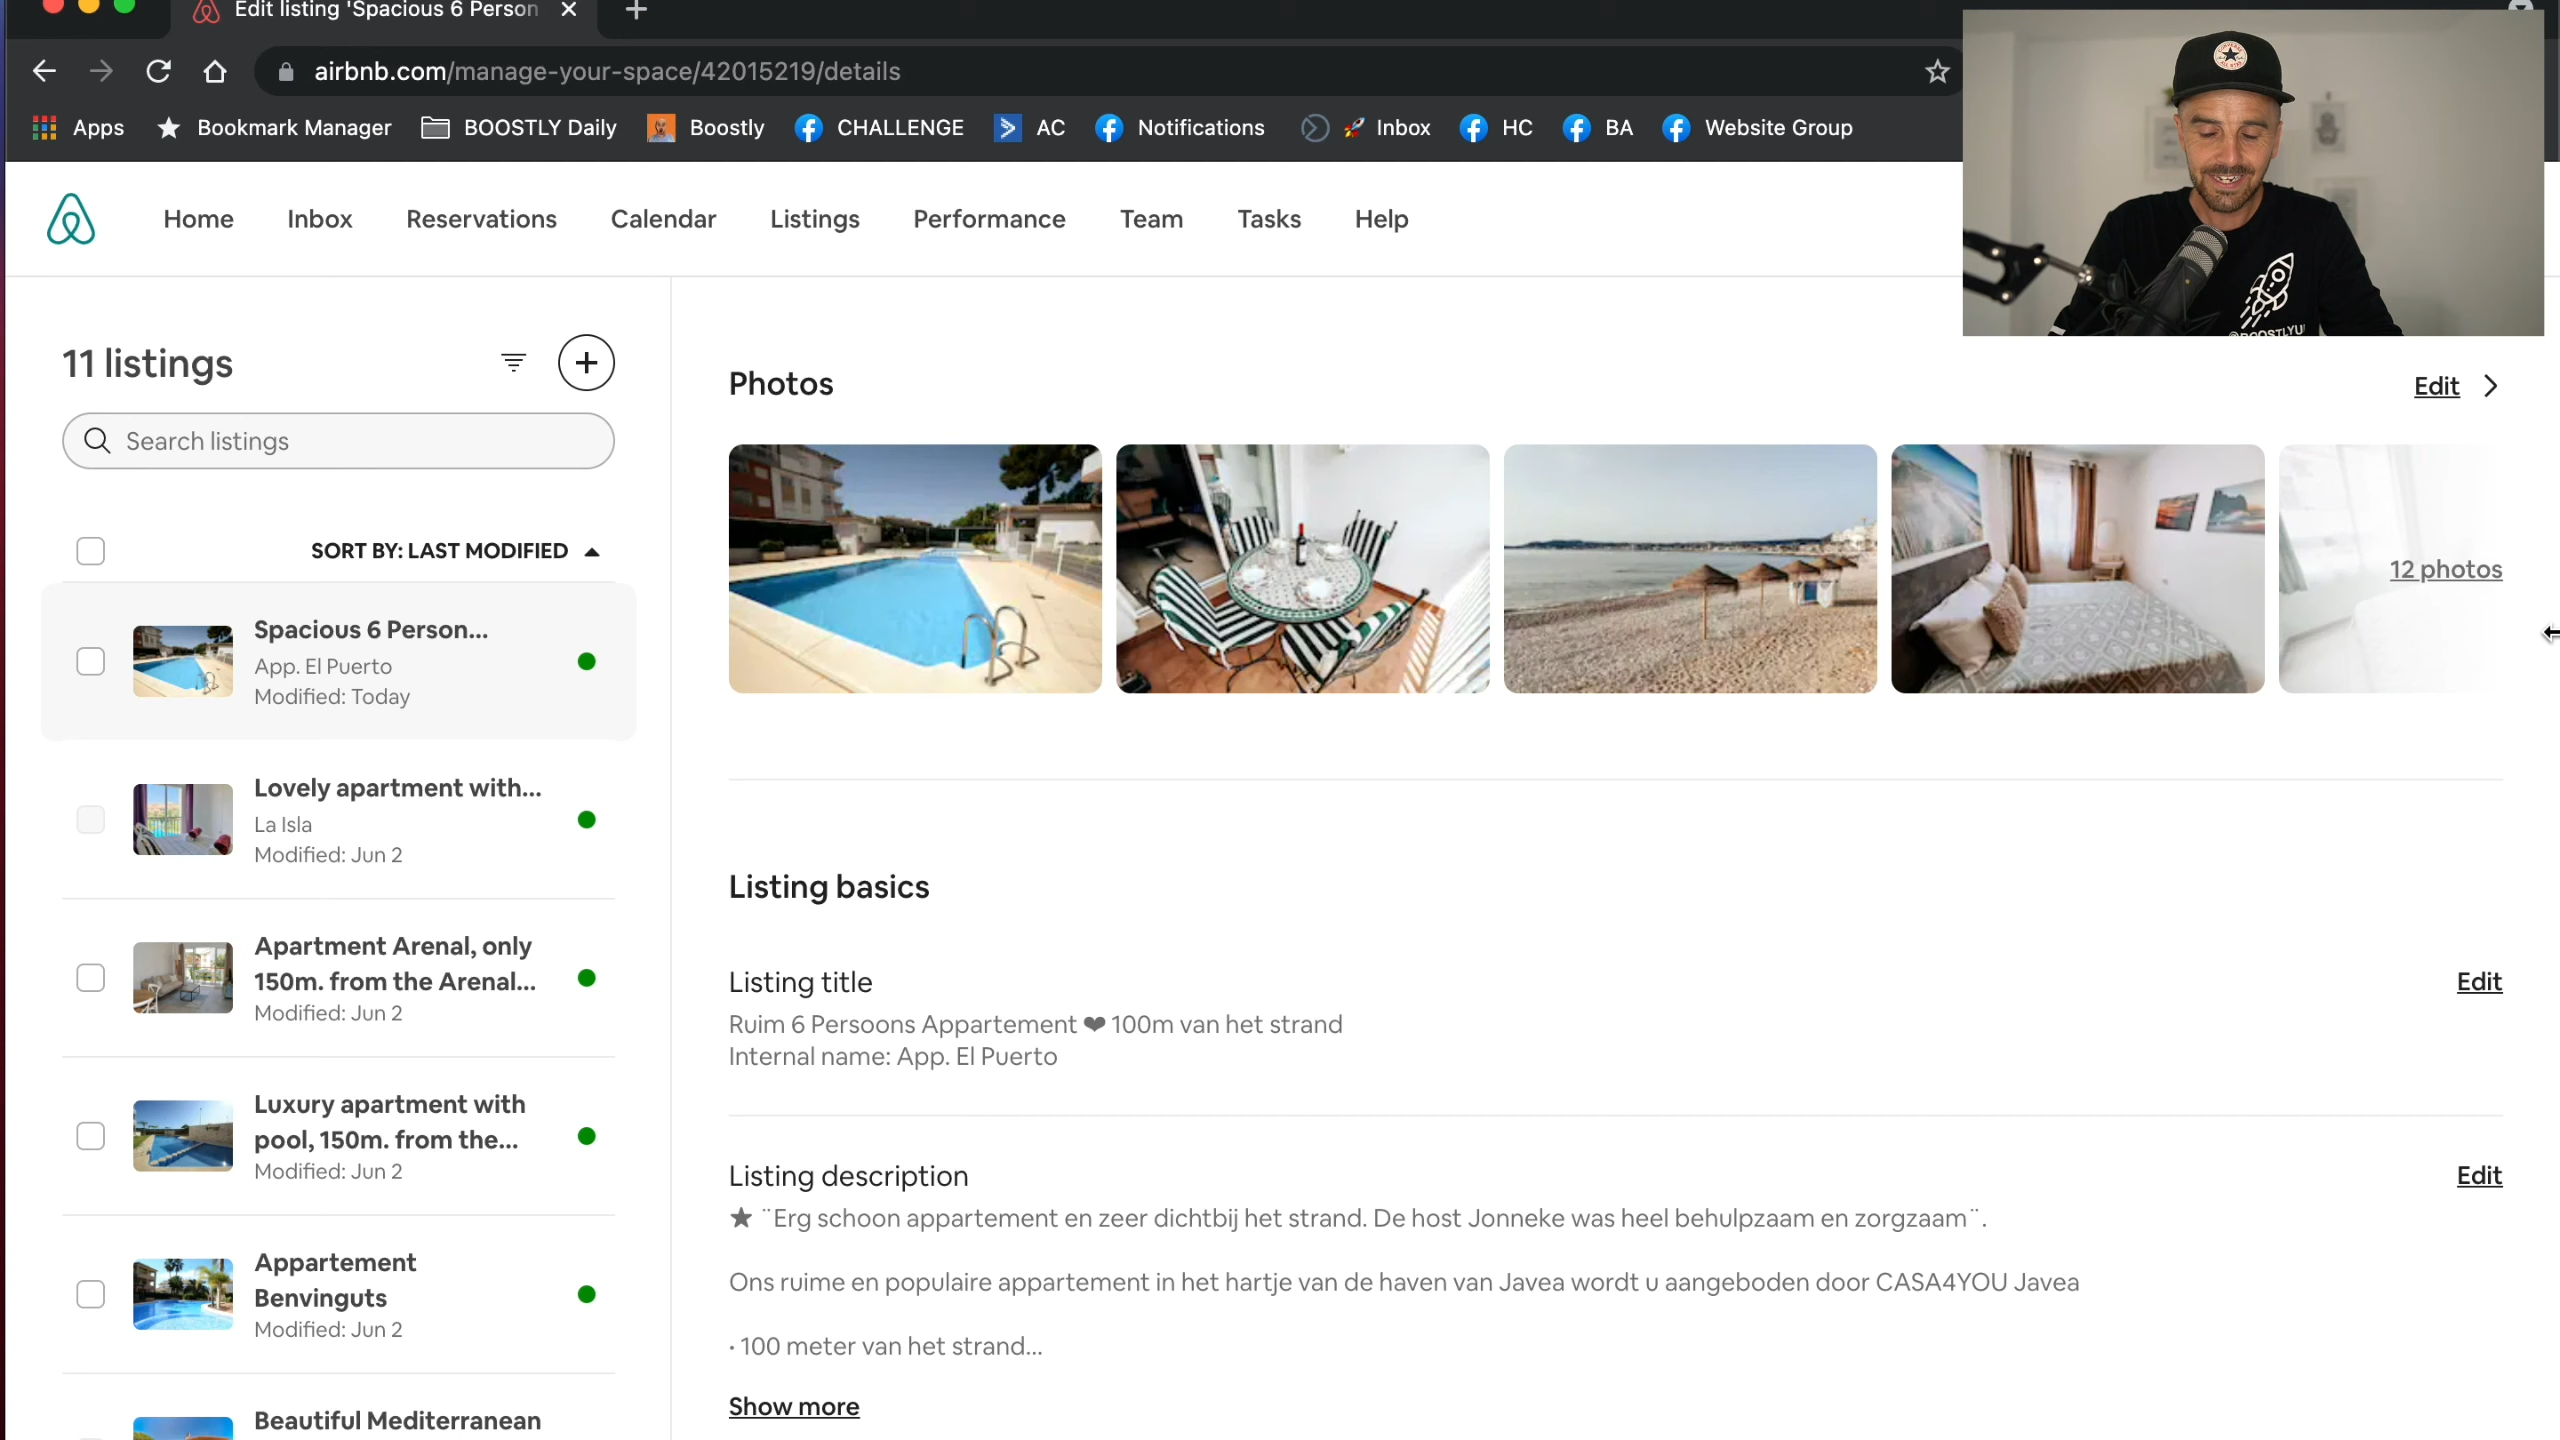 Edit listing 'Spacious 6 Person
airbnb.com/manage-your-space/42015219/details
Apps
Bookmark Manager
BOOSTLY Daily
Boostly
CHALLENGE
AC
Notifications
🚀 Inbox
HC
BA
Website Group
Home
Inbox
Reservations
Calendar
Listings
Performance
Team
Tasks
Help
11 listings
Search listings
SORT BY: LAST MODIFIED
Spacious 6 Person...
App. El Puerto
Modified: Today
Lovely apartment with...
La Isla
Modified: Jun 2
Apartment Arenal, only
150m. from the Arenal...
Modified: Jun 2
Luxury apartment with
pool, 150m. from the...
Modified: Jun 2
Appartement
Benvinguts
Modified: Jun 2
Beautiful Mediterranean
Photos
Edit
12 photos
Listing basics
Listing title
Edit
Ruim 6 Persoons Appartement ❤ 100m van het strand
Internal name: App. El Puerto
Listing description
Edit
★ ¨Erg schoon appartement en zeer dichtbij het strand. De host Jonneke was heel behulpzaam en zorgzaam¨.
Ons ruime en populaire appartement in het hartje van de haven van Javea wordt u aangeboden door CASA4YOU Javea
· 100 meter van het strand...
Show more